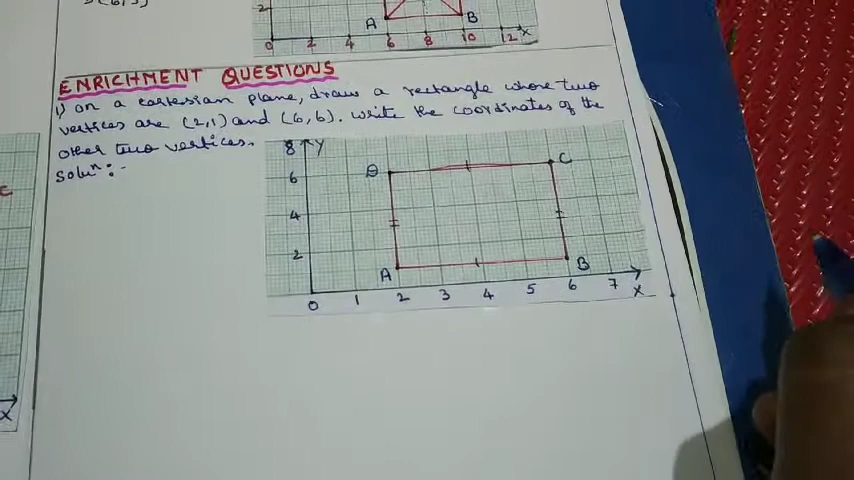 2
A
B
0 2 4 6 8 10 12 X
ENRICHMENT QUESTIONS
1) On a cartesian plane, draw a rectangle whose two
vertices are (2,1) and (6,6). Write the coordinates of the
other two vertices.
Soluⁿ:-
8 Y
6 D C
4
2
A B
0 1 2 3 4 5 6 7 X
C
X